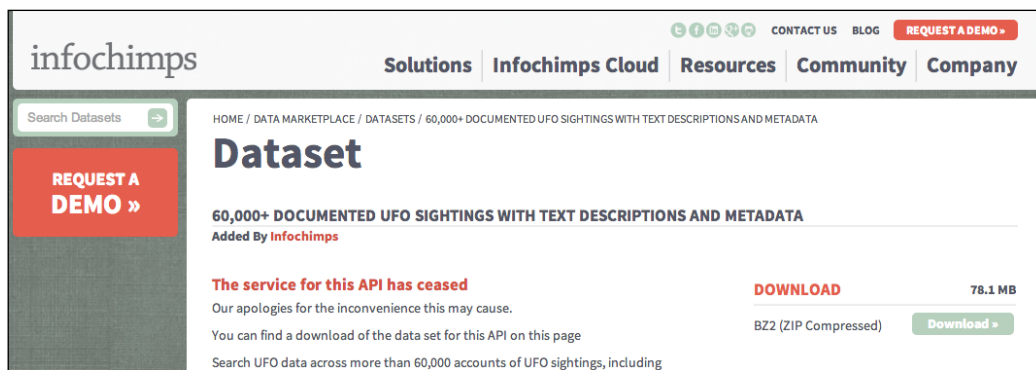 CONTACT US BLOG REQUEST A DEMO »
infochimps
Solutions Infochimps Cloud Resources Community Company
Search Datasets
HOME / DATA MARKETPLACE / DATASETS / 60,000+ DOCUMENTED UFO SIGHTINGS WITH TEXT DESCRIPTIONS AND METADATA
Dataset
REQUEST A
DEMO »
60,000+ DOCUMENTED UFO SIGHTINGS WITH TEXT DESCRIPTIONS AND METADATA
Added By Infochimps
The service for this API has ceased
Our apologies for the inconvenience this may cause.
You can find a download of the data set for this API on this page
Search UFO data across more than 60,000 accounts of UFO sightings, including
DOWNLOAD 78.1 MB
BZ2 (ZIP Compressed) Download »